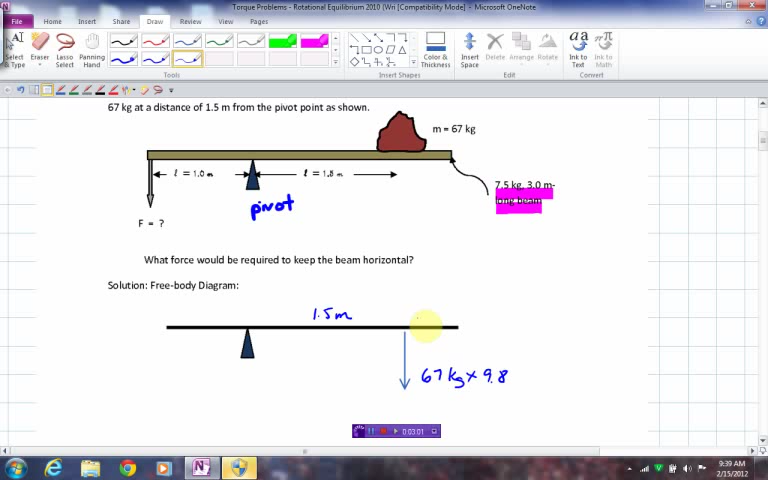 Torque Problems - Rotational Equilibrium 2010 [Wri [Compatibility Mode] - Microsoft OneNote
File Home Insert Share Draw Review View Pages
Select & Type
Eraser
Lasso Select
Panning Hand
Color & Thickness
Insert Space
Delete
Arrange
Rotate
Ink to Text
Ink to Math
Tools Insert Shapes Edit Convert
67 kg at a distance of 1.5 m from the pivot point as shown.
m = 67 kg
l = 1.0 m
l = 1.5 m
7.5 kg, 3.0 m-
long beam
pivot
F = ?
What force would be required to keep the beam horizontal?
Solution: Free-body Diagram:
1.5m
67 kg x 9.8
0:03:01
9:39 AM
2/15/2012